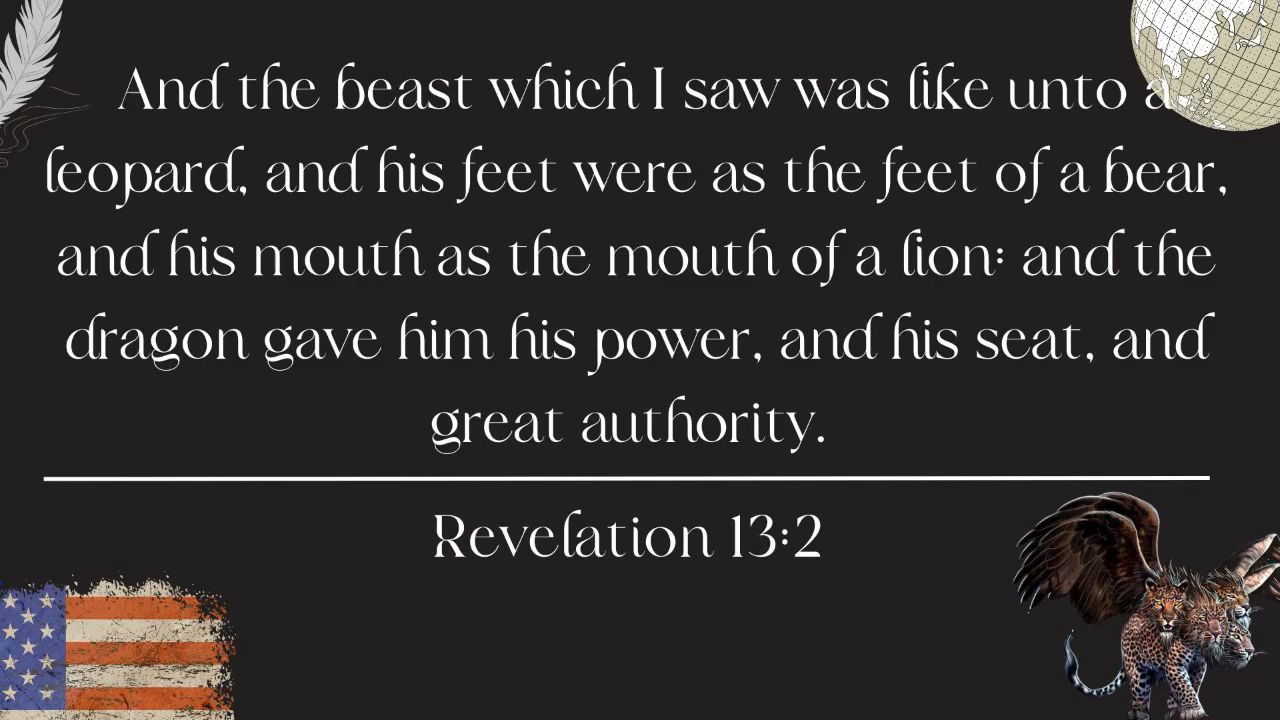 And the beast which I saw was like unto a
leopard, and his feet were as the feet of a bear,
and his mouth as the mouth of a lion: and the
dragon gave him his power, and his seat, and
great authority.
Revelation 13:2